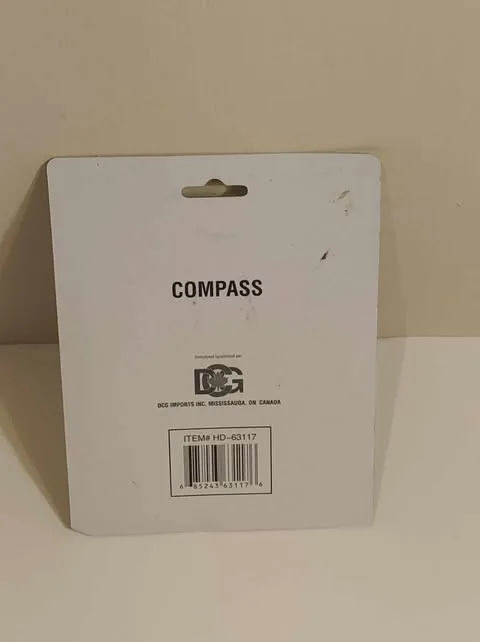 COMPASS
DCG
DCG IMPORTS INC. MISSISSAUGA, ON CANADA
ITEM# HD-63117
6 85243 63117 6